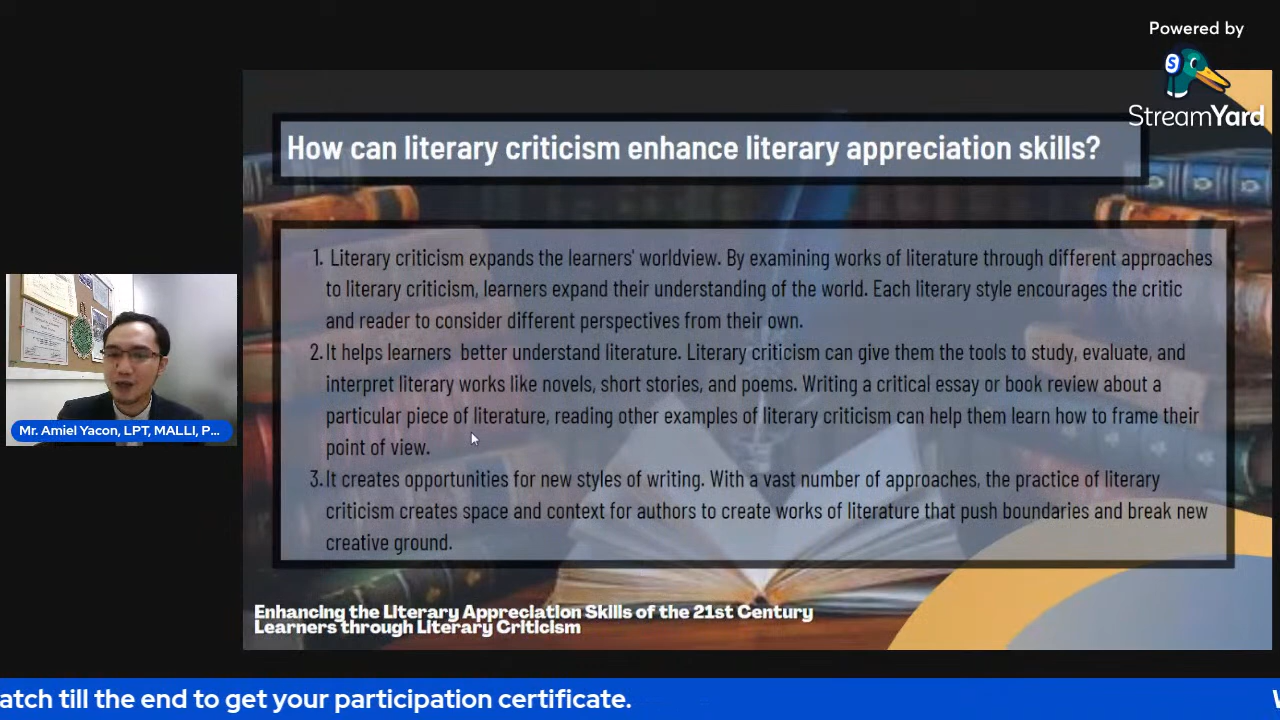 Powered by
StreamYard
How can literary criticism enhance literary appreciation skills?
1. Literary criticism expands the learners' worldview. By examining works of literature through different approaches
to literary criticism, learners expand their understanding of the world. Each literary style encourages the critic
and reader to consider different perspectives from their own.
2. It helps learners better understand literature. Literary criticism can give them the tools to study, evaluate, and
interpret literary works like novels, short stories, and poems. Writing a critical essay or book review about a
particular piece of literature, reading other examples of literary criticism can help them learn how to frame their
point of view.
3. It creates opportunities for new styles of writing. With a vast number of approaches, the practice of literary
criticism creates space and context for authors to create works of literature that push boundaries and break new
creative ground.
Mr. Amiel Yacon, LPT, MALLI, P...
Enhancing the Literary Appreciation Skills of the 21st Century
Learners through Literary Criticism
atch till the end to get your participation certificate.